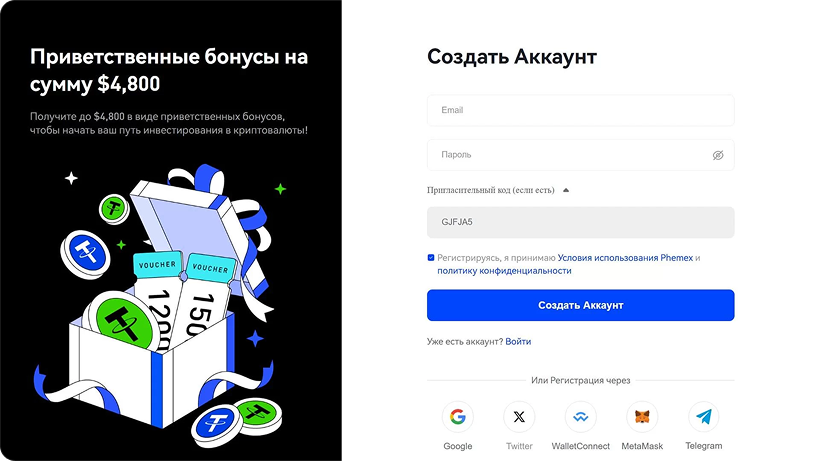 Приветственные бонусы на
сумму $4,800
Получите до $4,800 в виде приветственных бонусов,
чтобы начать ваш путь инвестирования в криптовалюты!
VOUCHER
VOUCHER
1200
150
Создать Аккаунт
Email
Пароль
Пригласительный код (если есть)
GJFJA5
Регистрируясь, я принимаю Условия использования Phemex и
политику конфиденциальности
Создать Аккаунт
Уже есть аккаунт? Войти
Или Регистрация через
Google
Twitter
WalletConnect
MetaMask
Telegram